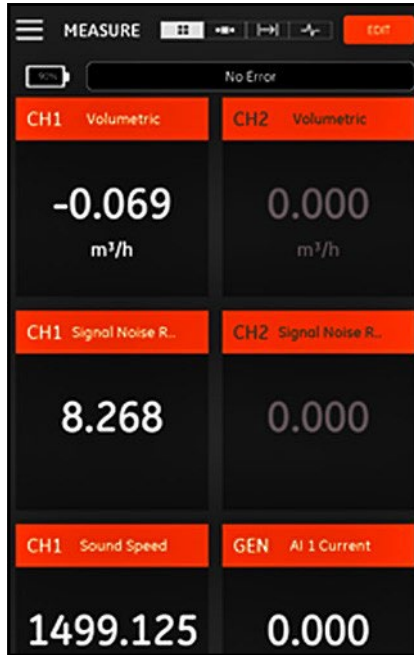 MEASURE EDIT
90% No Error
CH1 Volumetric CH2 Volumetric
-0.069 0.000
m³/h m³/h
CH1 Signal Noise R.. CH2 Signal Noise R..
8.268 0.000
CH1 Sound Speed GEN AI 1 Current
1499.125 0.000